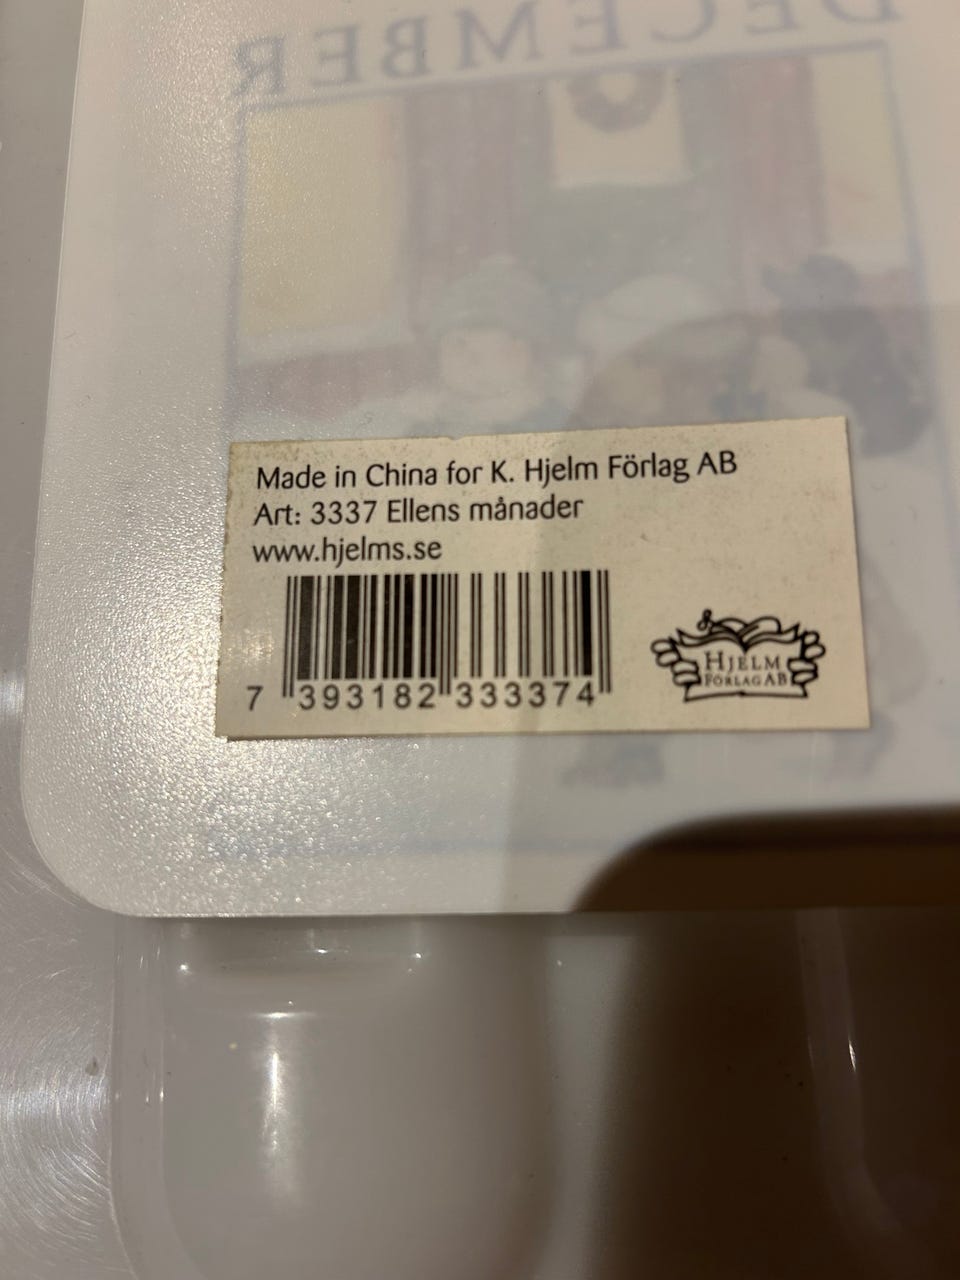 DECEMBER
Made in China for K. Hjelm Förlag AB
Art: 3337 Ellens månader
www.hjelms.se
7 393182 333374
HJELM
FÖRLAG AB